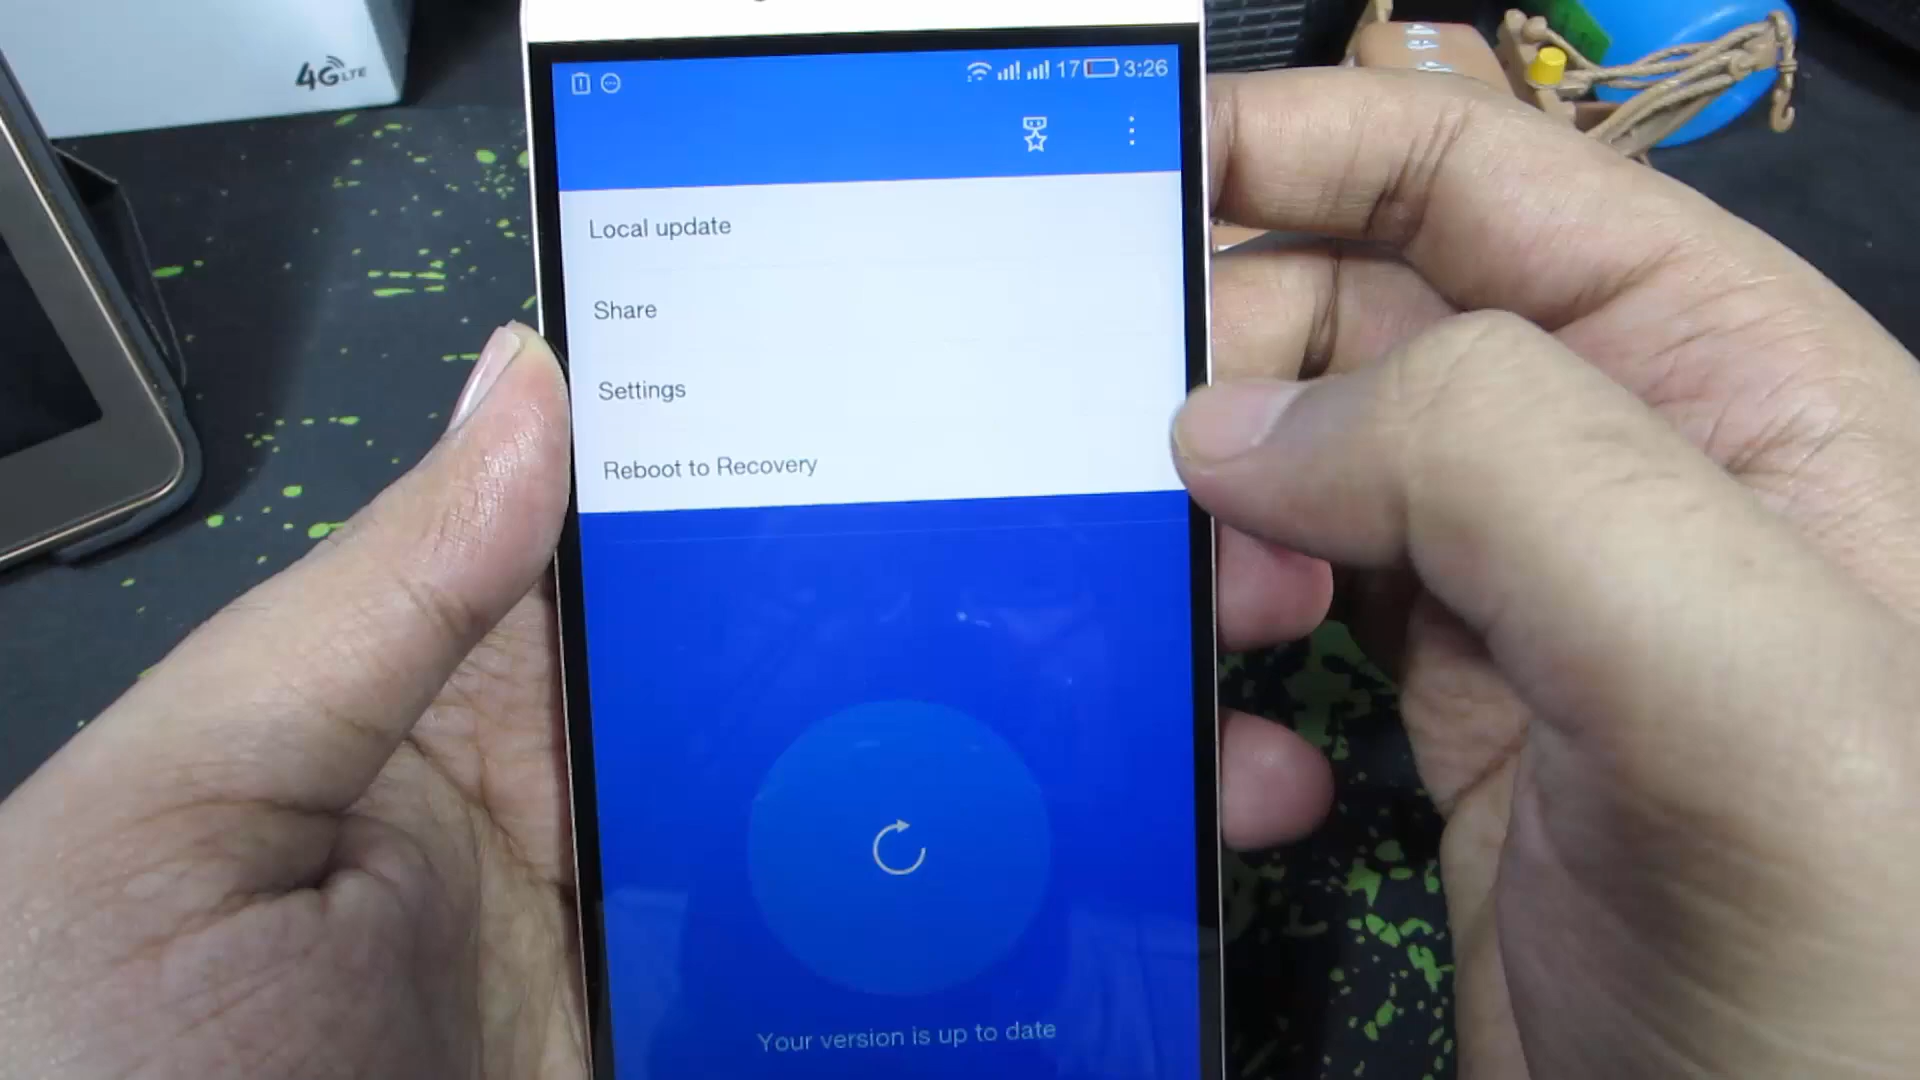 4G LTE
17 3:26
Local update
Share
Settings
Reboot to Recovery
Your version is up to date